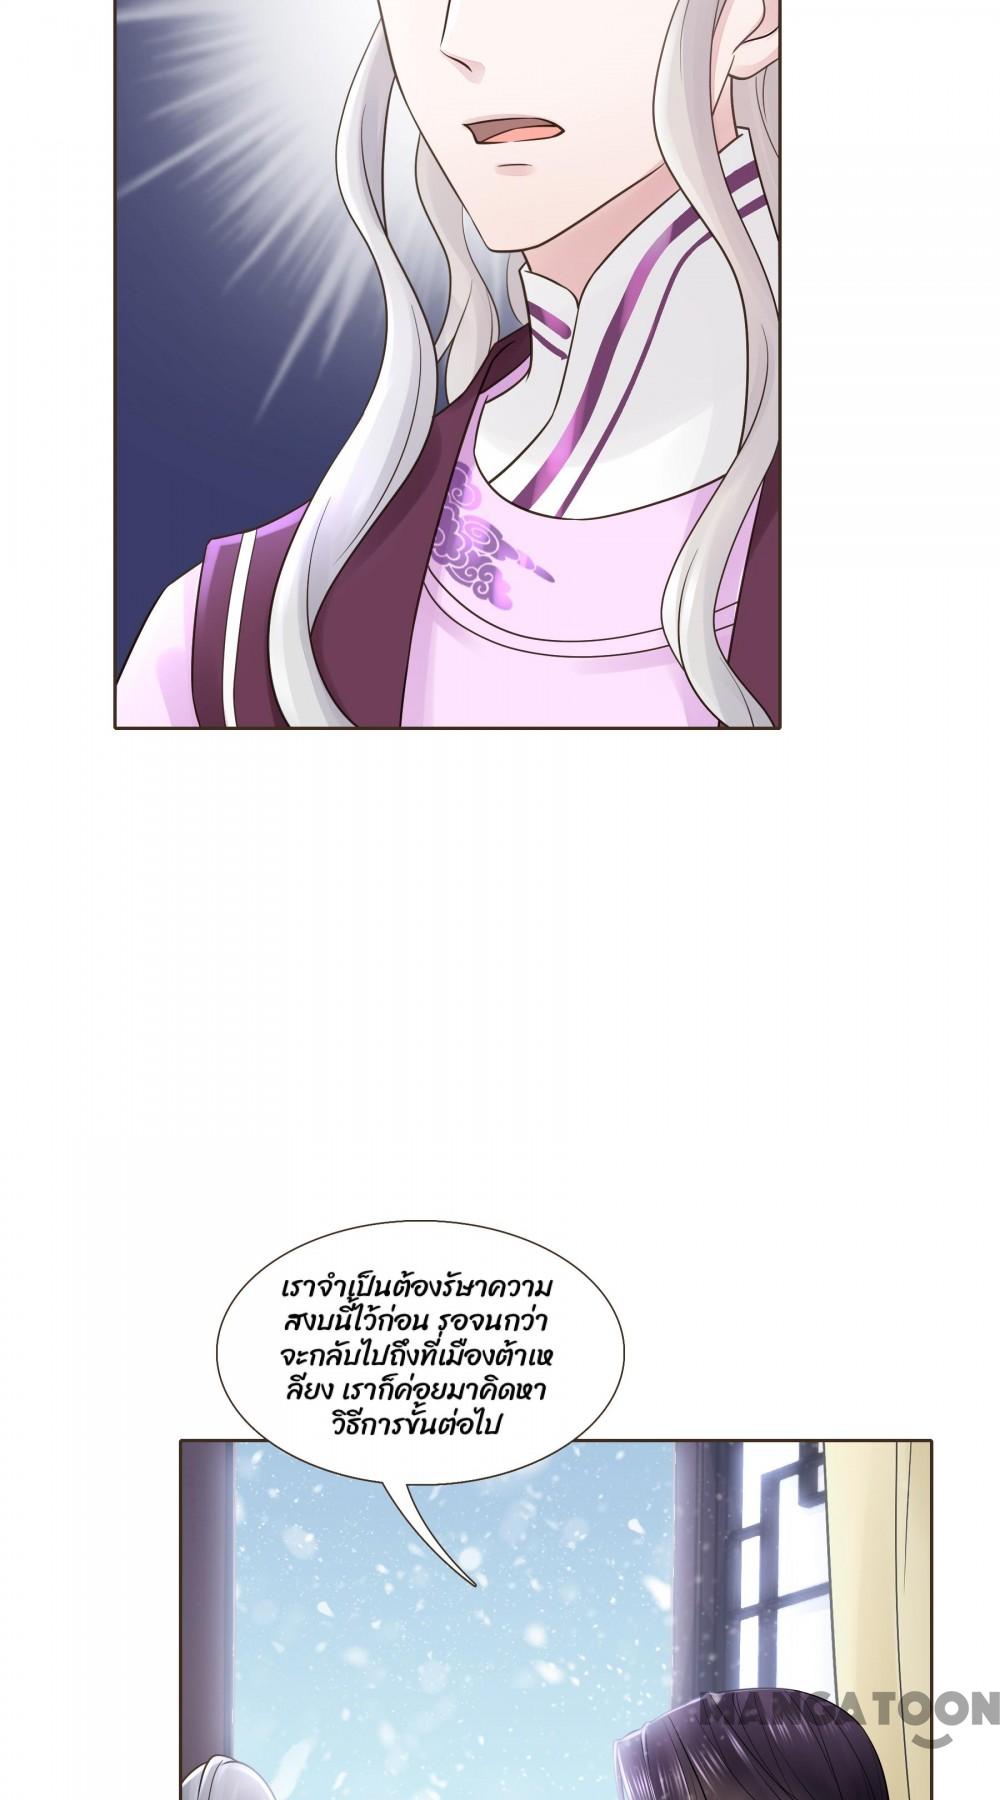 เราจำเป็นต้องรัษาความ
สงบนี้ไว้ก่อน รอจนกว่า
จะกลับไปถึงที่เมืองต้าเห
ลียง เราก็ค่อยมาคิดหา
วิธีการขั้นต่อไป
MANGATOON